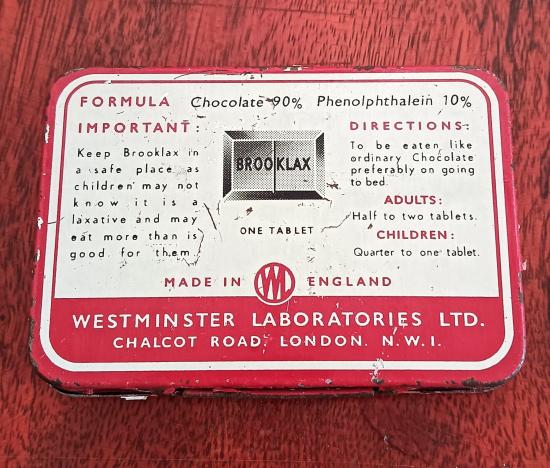 FORMULA Chocolate 90% Phenolphthalein 10%
IMPORTANT:
Keep Brooklax in
a safe place as
children may not
know it is a
laxative and may
eat more than is
good for them.
BROOKLAX
ONE TABLET
DIRECTIONS:
To be eaten like
ordinary Chocolate
preferably on going
to bed.
ADULTS:
Half to two tablets.
CHILDREN:
Quarter to one tablet.
MADE IN WLL ENGLAND
WESTMINSTER LABORATORIES LTD.
CHALCOT ROAD, LONDON. N.W.1.